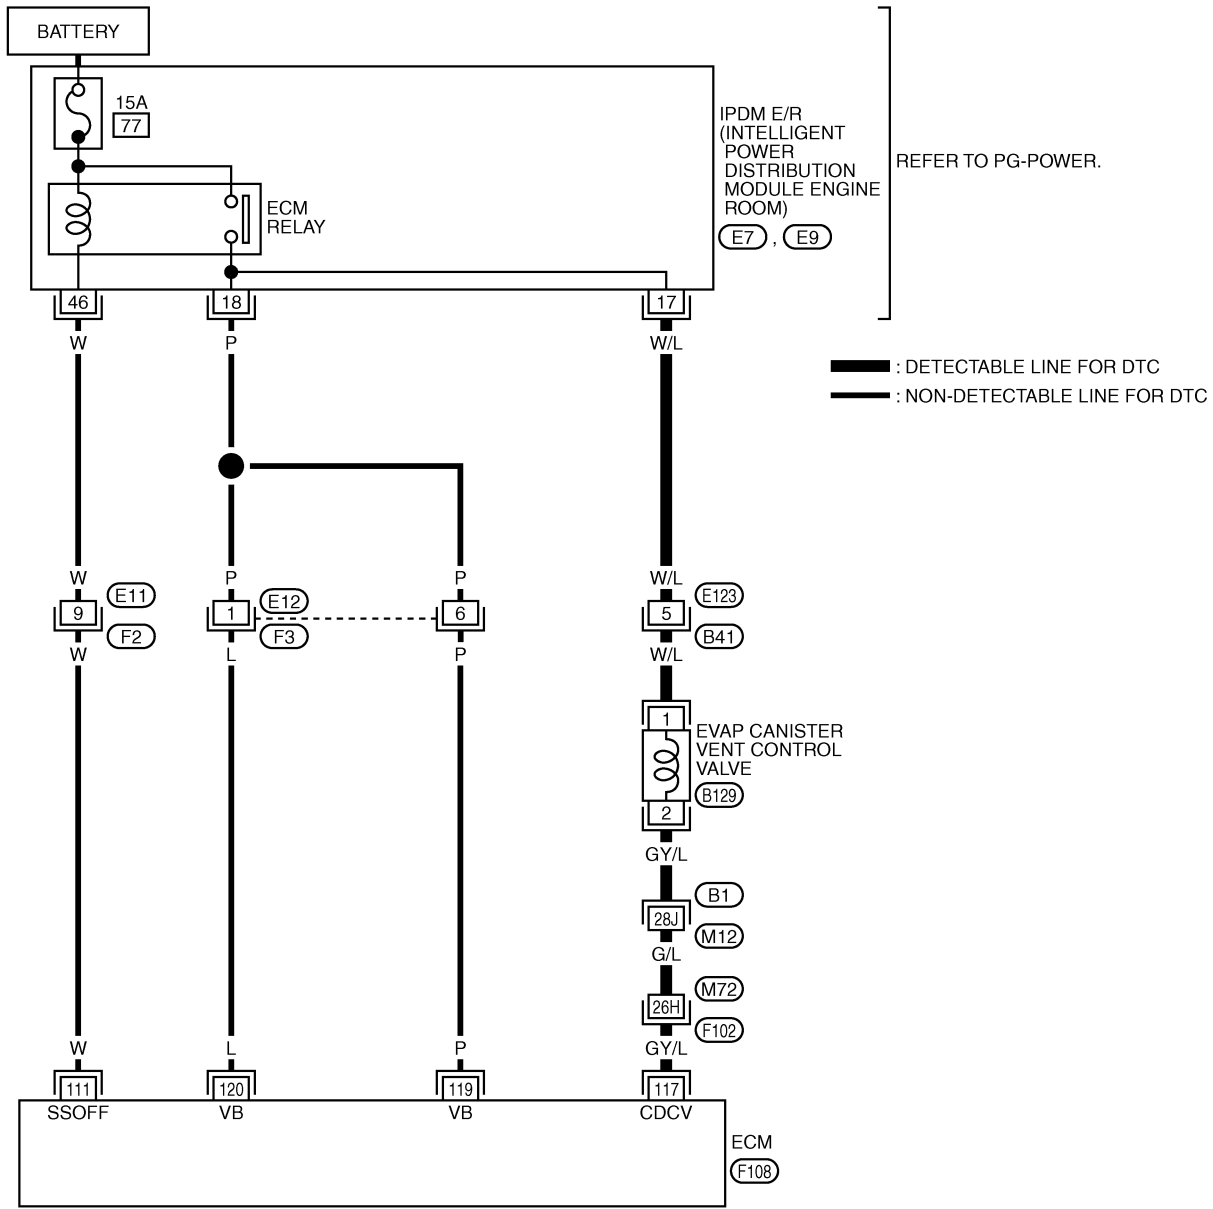 BATTERY
15A
77
ECM
RELAY
IPDM E/R
(INTELLIGENT
POWER
DISTRIBUTION
MODULE ENGINE
ROOM)
E7 , E9
REFER TO PG-POWER.
46 18 17
W P W/L
: DETECTABLE LINE FOR DTC
: NON-DETECTABLE LINE FOR DTC
W P P W/L
9 E11 F2
1 E12 F3
6
5 E123 B41
W L P W/L
1
EVAP CANISTER
VENT CONTROL
VALVE
B129
2
GY/L
28J B1 M12
G/L
26H M72 F102
W L P GY/L
111 120 119 117
SSOFF VB VB CDCV
ECM
F108